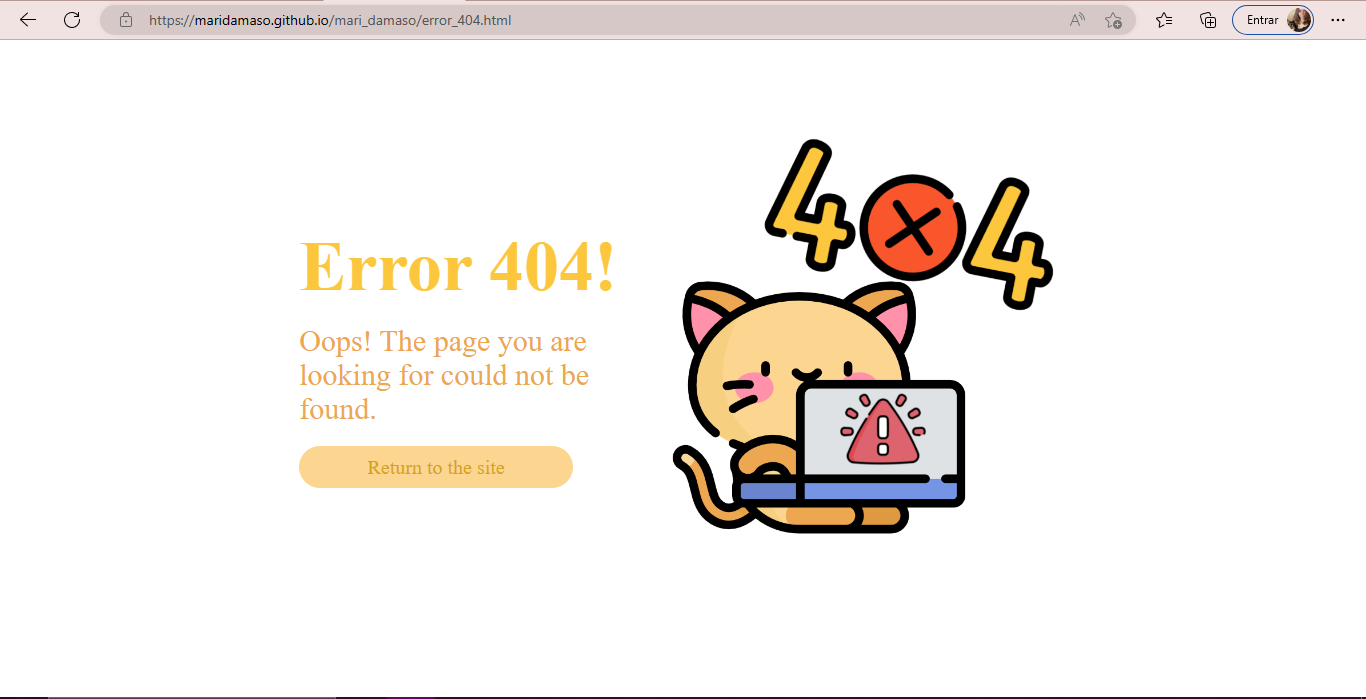 https://maridamaso.github.io/mari_damaso/error_404.html
Entrar
4 4
Error 404!
Oops! The page you are
looking for could not be
found.
Return to the site